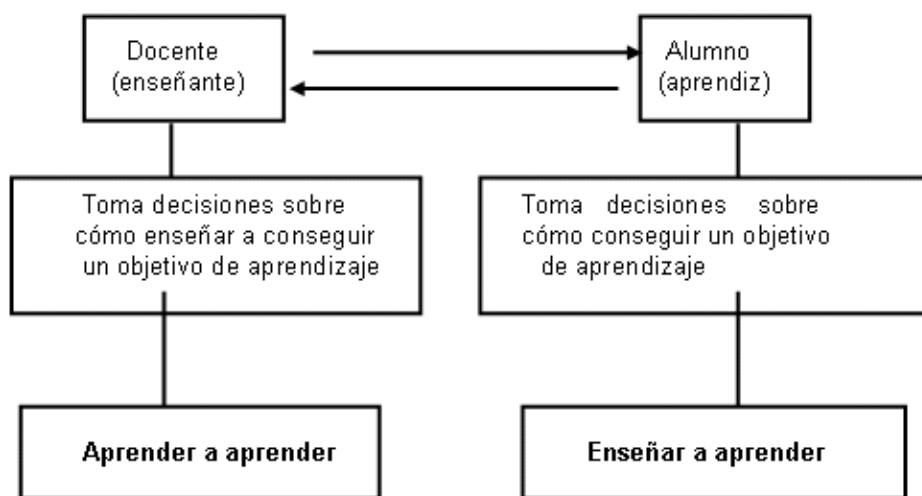 Docente
(enseñante)
Alumno
(aprendiz)
Toma decisiones sobre
cómo enseñar a conseguir
un objetivo de aprendizaje
Toma decisiones sobre
cómo conseguir un objetivo
de aprendizaje
Aprender a aprender
Enseñar a aprender